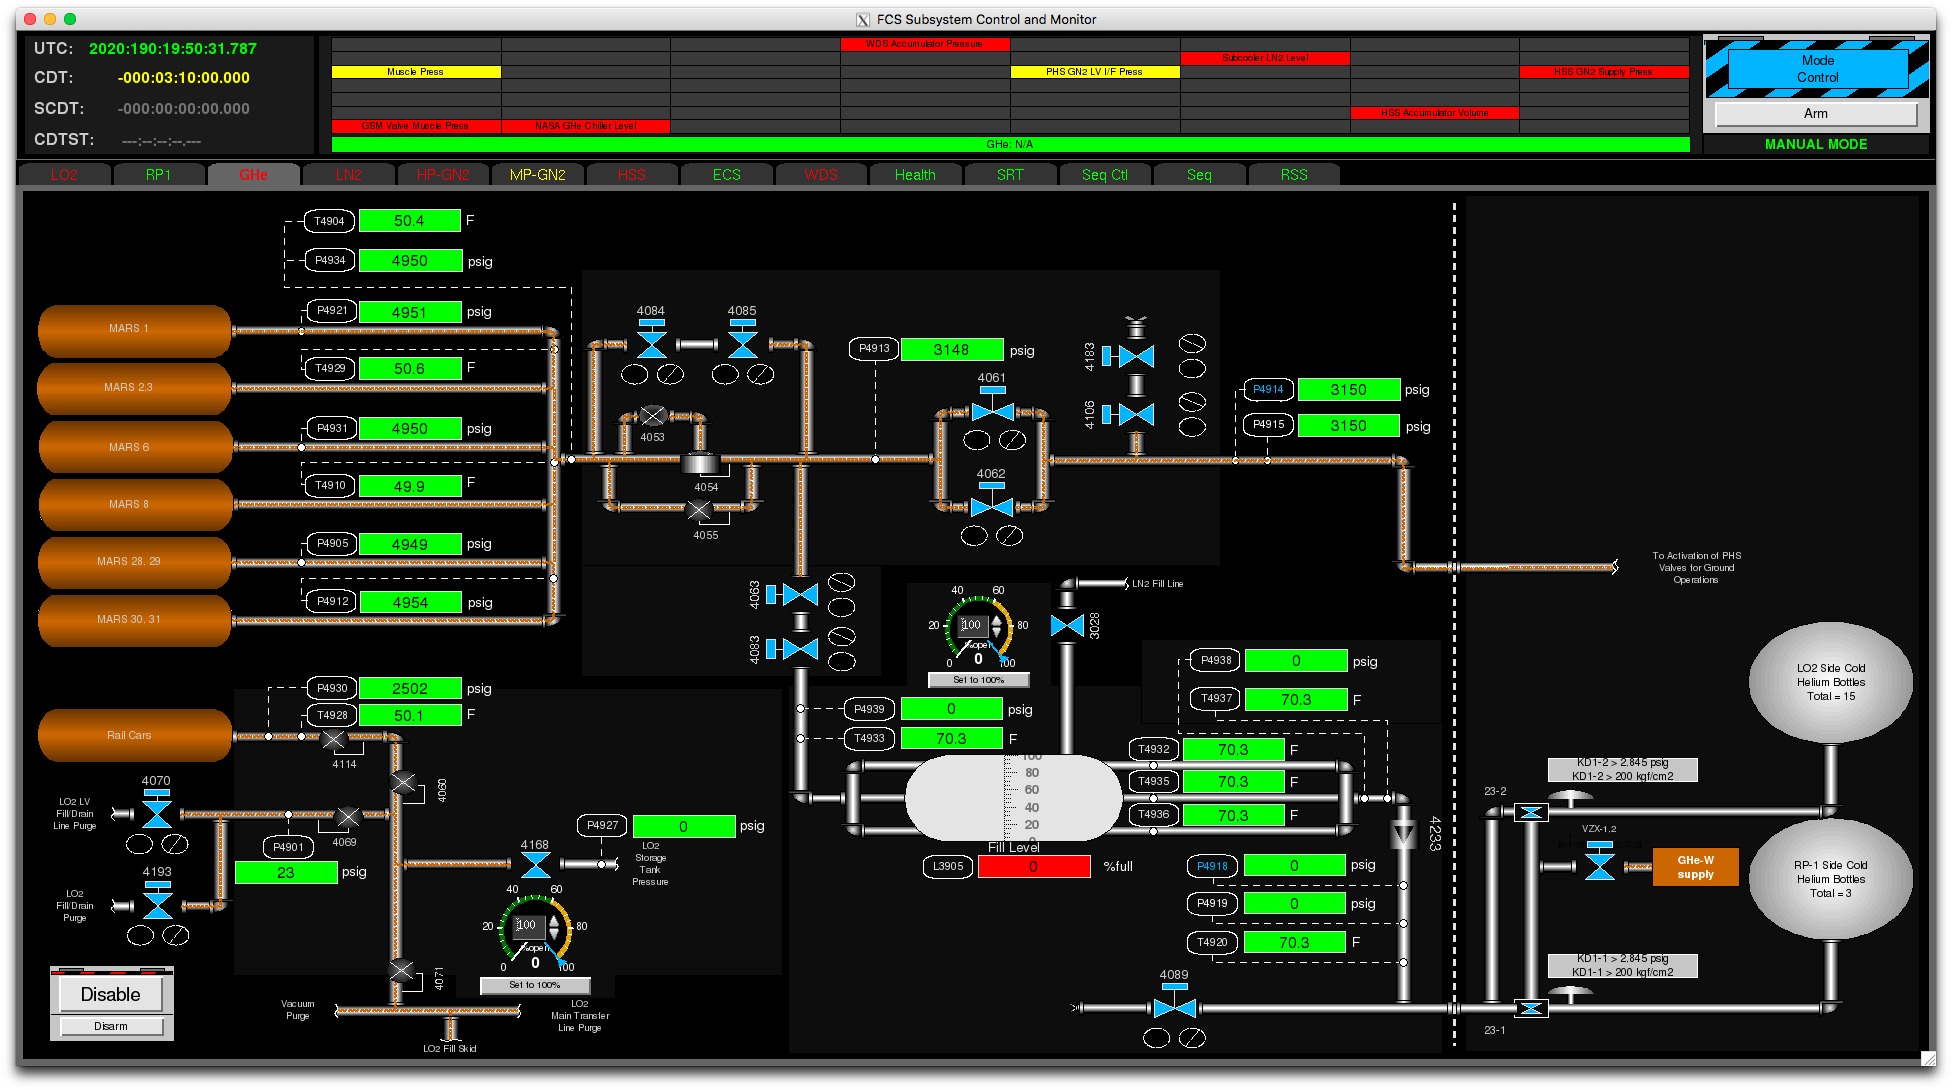 FCS Subsystem Control and Monitor
UTC: 2020:190:19:50:31.787
CDT: -000:03:10:00.000
SCDT: -000:00:00:00.000
CDTST: ---:--:--:--.---
WDS Accumulator Pressure
Subcooler LN2 Level
Muscle Press
PHS GN2 LV I/F Press
HSS GN2 Supply Press
HSS Accumulator Volume
GSM Valve Muscle Press
NASA GHe Chiller Level
GHe: N/A
Mode
Control
Arm
MANUAL MODE
LO2 RP1 GHe LN2 HP-GN2 MP-GN2 HSS ECS WDS Health SRT Seq Ctl Seq RSS
T4904 50.4 F
P4934 4950 psig
MARS 1
P4921 4951 psig
T4929 50.6 F
MARS 2,3
P4931 4950 psig
MARS 6
T4910 49.9 F
MARS 8
P4905 4949 psig
MARS 28, 29
P4912 4954 psig
MARS 30, 31
4084
4085
4053
4054
4055
P4913 3148 psig
4061
4062
4183
4106
P4914 3150 psig
P4915 3150 psig
To Activation of PHS
Valves for Ground
Operations
4063
4083
40 60
20 100 80
%open
0 0 100
Set to 100%
LN2 Fill Line
3028
P4938 0 psig
T4937 70.3 F
P4939 0 psig
T4933 70.3 F
T4932 70.3 F
T4935 70.3 F
T4936 70.3 F
100
80
60
40
20
0
Fill Level
L3905 0 %full
4233
P4918 0 psig
P4919 0 psig
T4920 70.3 F
4089
Rail Cars
P4930 2502 psig
T4928 50.1 F
4114
4060
4070
LO2 LV
Fill/Drain
Line Purge
4069
P4901
23 psig
4193
LO2
Fill/Drain
Purge
4168
P4927 0 psig
LO2
Storage
Tank
Pressure
40 60
20 100 80
%open
0 0 100
Set to 100%
4071
Vacuum
Purge
LO2
Main Transfer
Line Purge
LO2 Fill Skid
Disable
Disarm
LO2 Side Cold
Helium Bottles
Total = 15
KD1-2 > 2,845 psig
KD1-2 > 200 kgf/cm2
23-2
VZX-1,2
GHe-W
supply
RP-1 Side Cold
Helium Bottles
Total = 3
KD1-1 > 2,845 psig
KD1-1 > 200 kgf/cm2
23-1